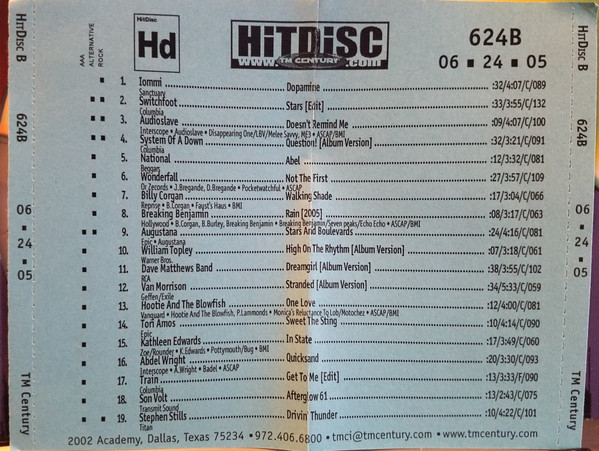 HitDisc B
624B
06 ▪ 24 ▪ 05
TM Century
AAA
ALTERNATIVE
ROCK
HitDisc
Hd
HiTDiSC
TM CENTURY
www. .com
624B
06 ▪ 24 ▪ 05
1. Iommi Dopamine :32/4:07/C/089
Sanctuary
2. Switchfoot Stars [Edit] :33/3:55/C/132
Columbia
3. Audioslave Doesn't Remind Me :09/4:07/C/100
Interscope • Audioslave • Disappearing One/LBV/Melee Savvy, ME3 • ASCAP/BMI
4. System Of A Down Question! [Album Version] :32/3:21/C/091
Columbia
5. National Abel :12/3:32/C/081
Beggars
6. Wonderfall Not The First :27/3:57/C/109
Or Zecords • J.Bregande, D.Bregande • Pocketwatchful • ASCAP
7. Billy Corgan Walking Shade :17/3:04/C/066
Reprise • B.Corgan • Faust's Haus • BMI
8. Breaking Benjamin Rain [2005] :08/3:17/C/063
Hollywood • B.Corgan, B.Burley, Breaking Benjamin • Breaking Benjamin/Seven peaks/Echo Echo • ASCAP/BMI
9. Augustana Stars And Boulevards :24/4:16/C/081
Epic • Augustana
10. William Topley High On The Rhythm [Album Version] :07/3:18/C/061
Warner Bros.
11. Dave Matthews Band Dreamgirl [Album Version] :38/3:55/C/102
RCA
12. Van Morrison Stranded [Album Version] :34/5:33/C/059
Geffen/Exile
13. Hootie And The Blowfish One Love :12/4:00/C/081
Vanguard • Hootie And The Blowfish, P.Lammonds • Monica's Reluctance To Lob/Motochez • ASCAP/BMI
14. Tori Amos Sweet The Sting :10/4:14/C/090
Epic
15. Kathleen Edwards In State :17/3:49/C/060
Zoe/Rounder • K.Edwards • Pottymouth/Bug • BMI
16. Abdel Wright Quicksand :20/3:30/C/093
Interscope • A.Wright • Badel • ASCAP
17. Train Get To Me [Edit] :13/3:33/F/090
Columbia
18. Son Volt Afterglow 61 :13/2:43/C/075
Transmit Sound
19. Stephen Stills Drivin' Thunder :10/4:22/C/101
Titan
2002 Academy, Dallas, Texas 75234 ▪ 972.406.6800 • tmci@tmcentury.com • www.tmcentury.com
HitDisc B
624B
06 ▪ 24 ▪ 05
TM Century